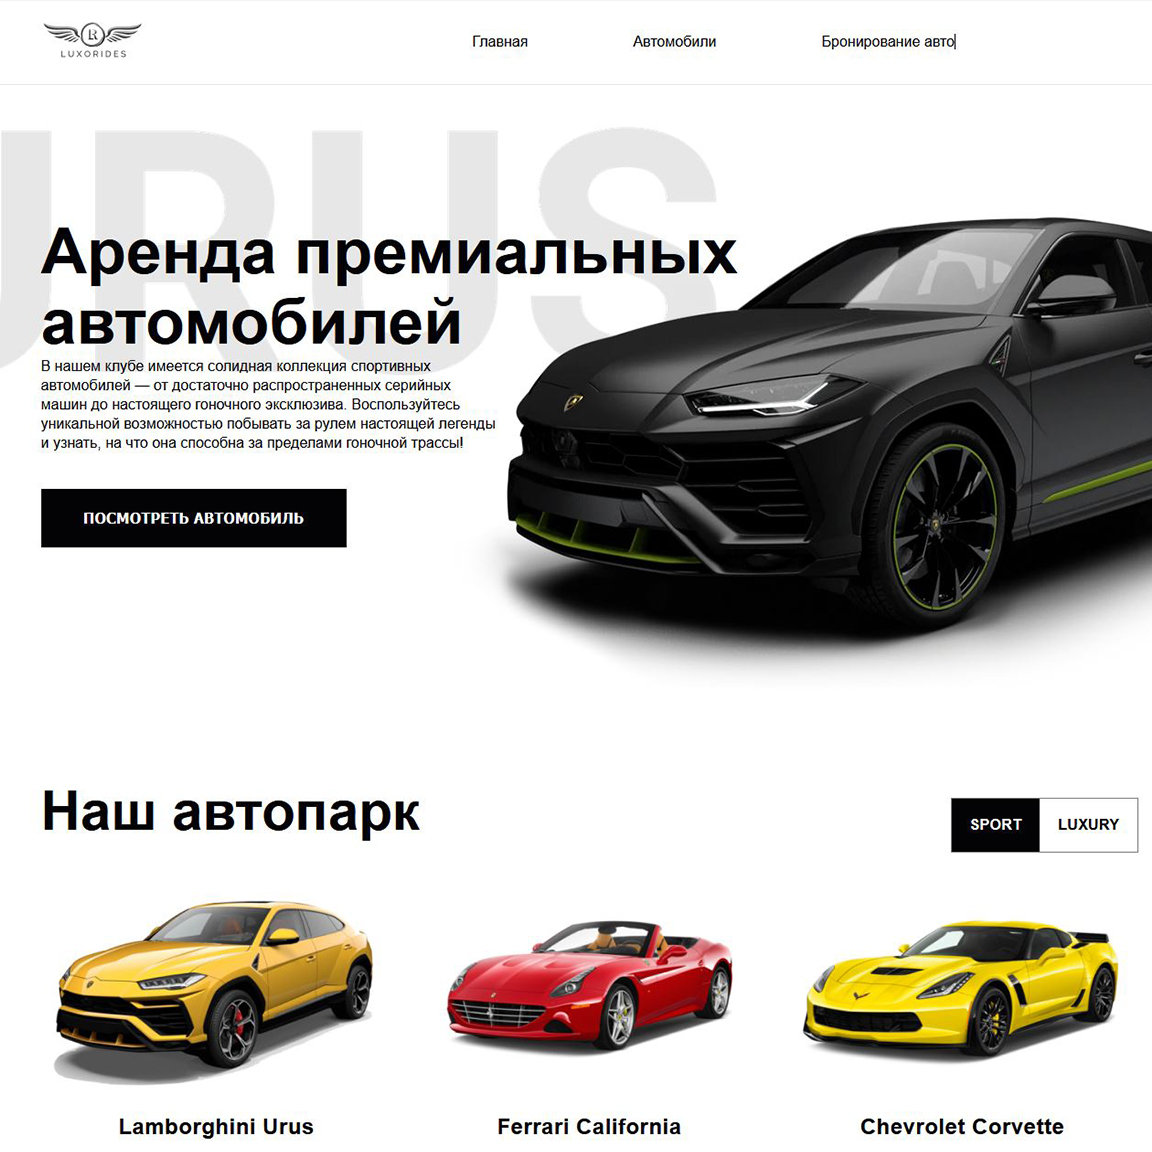 LR
LUXORIDES
Главная
Автомобили
Бронирование авто
URUS
Аренда премиальных
автомобилей
В нашем клубе имеется солидная коллекция спортивных
автомобилей — от достаточно распространенных серийных
машин до настоящего гоночного эксклюзива. Воспользуйтесь
уникальной возможностью побывать за рулем настоящей легенды
и узнать, на что она способна за пределами гоночной трассы!
ПОСМОТРЕТЬ АВТОМОБИЛЬ
Наш автопарк
SPORT
LUXURY
Lamborghini Urus
Ferrari California
Chevrolet Corvette